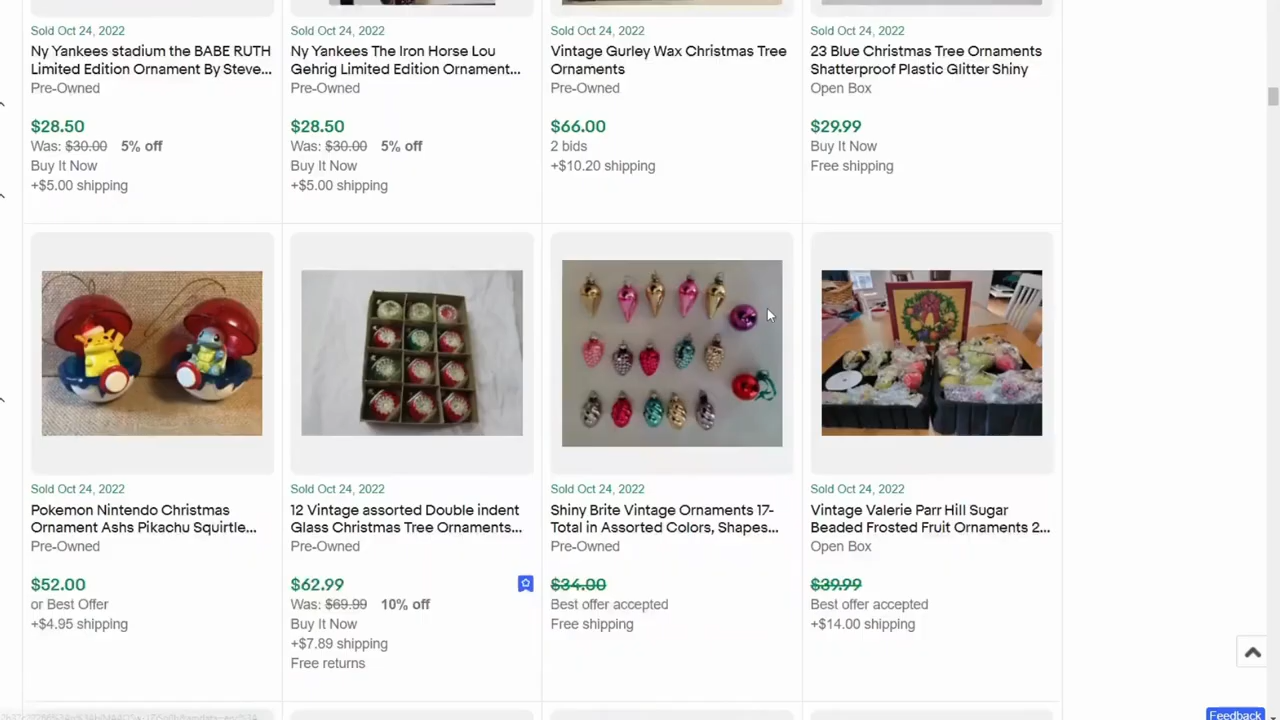 Sold Oct 24, 2022
Ny Yankees stadium the BABE RUTH
Limited Edition Ornament By Steve...
Pre-Owned
$28.50
Was: $30.00 5% off
Buy It Now
+$5.00 shipping
Sold Oct 24, 2022
Ny Yankees The Iron Horse Lou
Gehrig Limited Edition Ornament...
Pre-Owned
$28.50
Was: $30.00 5% off
Buy It Now
+$5.00 shipping
Sold Oct 24, 2022
Vintage Gurley Wax Christmas Tree
Ornaments
Pre-Owned
$66.00
2 bids
+$10.20 shipping
Sold Oct 24, 2022
23 Blue Christmas Tree Ornaments
Shatterproof Plastic Glitter Shiny
Open Box
$29.99
Buy It Now
Free shipping
Sold Oct 24, 2022
Pokemon Nintendo Christmas
Ornament Ashs Pikachu Squirtle...
Pre-Owned
$52.00
or Best Offer
+$4.95 shipping
Sold Oct 24, 2022
12 Vintage assorted Double indent
Glass Christmas Tree Ornaments...
Pre-Owned
$62.99
Was: $69.99 10% off
Buy It Now
+$7.89 shipping
Free returns
Sold Oct 24, 2022
Shiny Brite Vintage Ornaments 17-
Total in Assorted Colors, Shapes...
Pre-Owned
$34.00
Best offer accepted
Free shipping
Sold Oct 24, 2022
Vintage Valerie Parr Hill Sugar
Beaded Frosted Fruit Ornaments 2...
Open Box
$39.99
Best offer accepted
+$14.00 shipping
Feedback